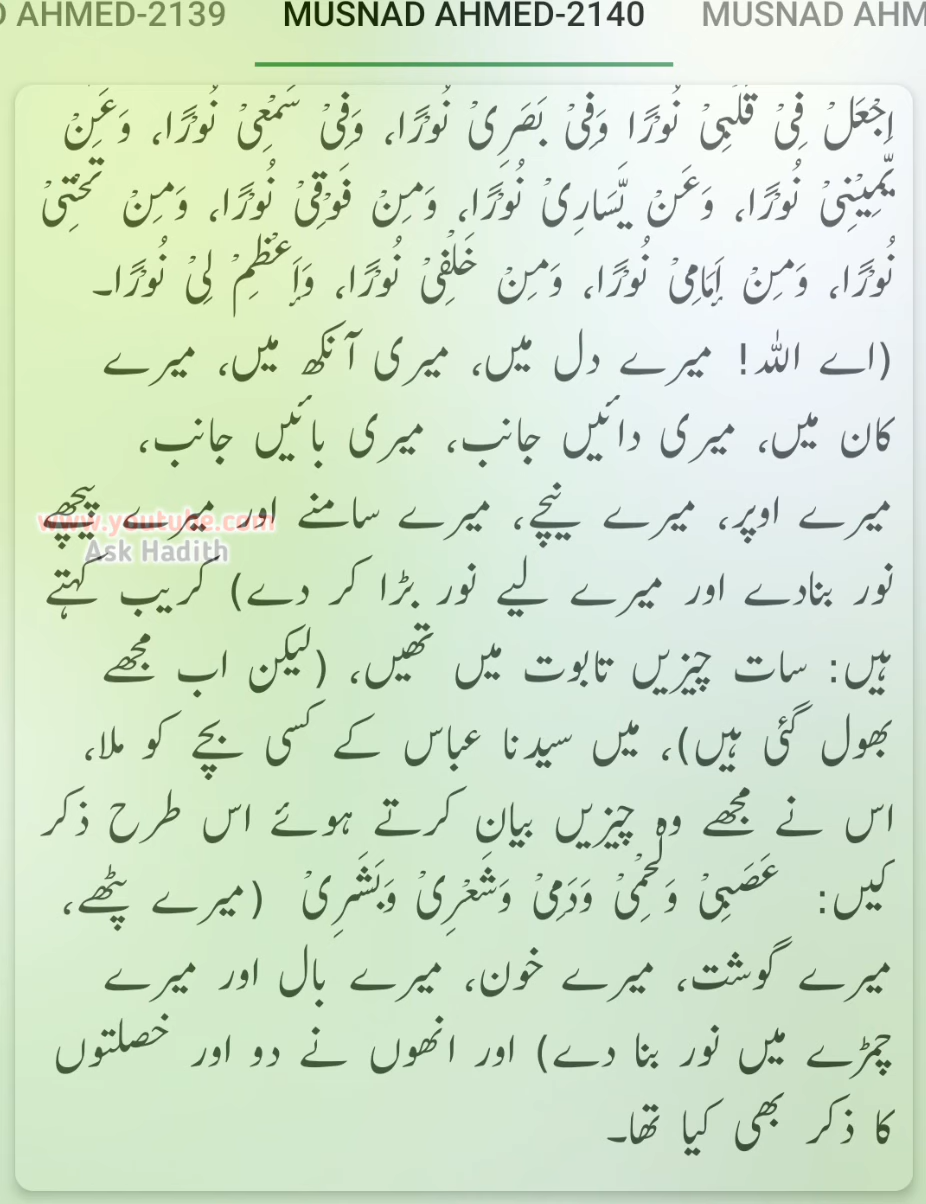 D AHMED-2139 MUSNAD AHMED-2140 MUSNAD AHM
اِجْعَلْ فِیْ قَلْبِیْ نُوْرًا وَفِیْ بَصَرِیْ نُوْرًا، وَفِیْ سَمْعِیْ نُوْرًا، وَعَنْ
یَّمِیْنِیْ نُوْرًا، وَعَنْ یَّسَارِیْ نُوْرًا، وَمِنْ فَوْقِیْ نُوْرًا، وَمِنْ تَحْتِیْ
نُوْرًا، وَمِنْ اِمَامِیْ نُوْرًا، وَمِنْ خَلْفِیْ نُوْرًا، وَاَعْظِمْ لِیْ نُوْرًا۔
(اے اللہ! میرے دل میں، میری آنکھ میں، میرے
کان میں، میری دائیں جانب، میری بائیں جانب،
میرے اوپر، میرے نیچے، میرے سامنے اور میرے پیچھے
www.youtube.com
Ask Hadith
نور بنادے اور میرے لیے نور بڑا کر دے) کریب کہتے
ہیں: سات چیزیں تابوت میں تھیں، (لیکن اب مجھے
بھول گئی ہیں)، میں سیدنا عباس کے کسی بچے کو ملا،
اس نے مجھے وہ چیزیں بیان کرتے ہوئے اس طرح ذکر
کیں: عَصَبِیْ وَلَحْمِیْ وَدَمِیْ وَشَعْرِیْ وَبَشَرِیْ (میرے پٹھے،
میرے گوشت، میرے خون، میرے بال اور میرے
چمڑے میں نور بنا دے) اور انھوں نے دو اور خصلتوں
کا ذکر بھی کیا تھا۔